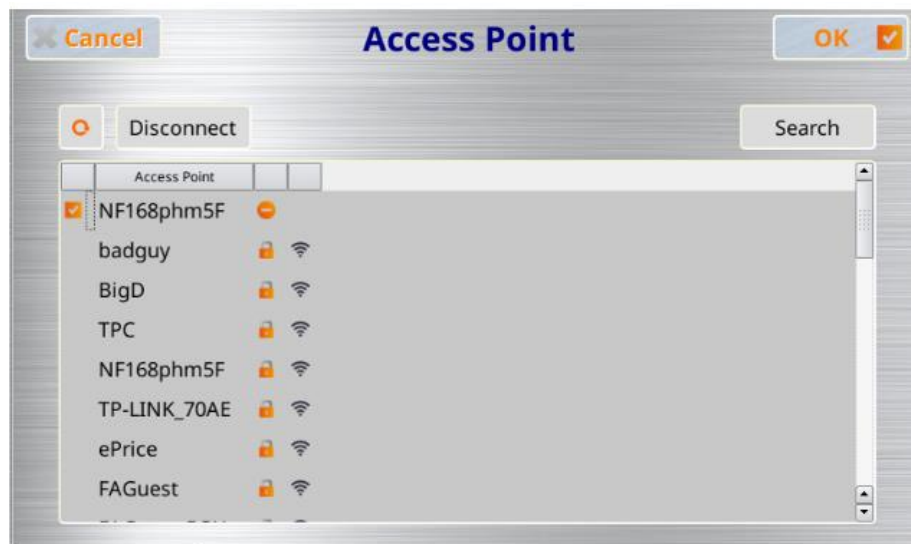 Cancel
Access Point
OK
Disconnect
Search
Access Point
NF168phm5F
badguy
BigD
TPC
NF168phm5F
TP-LINK_70AE
ePrice
FAGuest